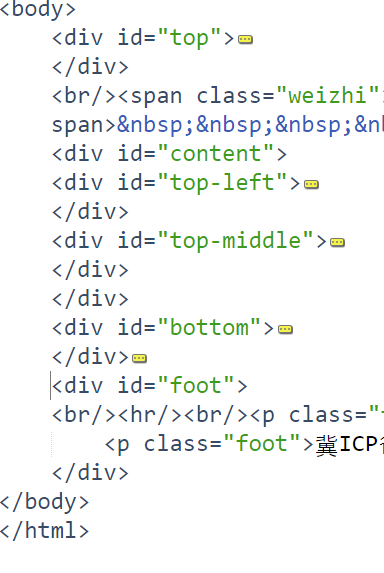 <body>
<div id="top">
</div>
<br/><span class="weizhi"
span>&nbsp;&nbsp;&nbsp;&n
<div id="content">
<div id="top-left">
</div>
<div id="top-middle">
</div>
</div>
<div id="bottom">
</div>
<div id="foot">
<br/><hr/><br/><p class="
<p class="foot">冀ICP
</div>
</body>
</html>